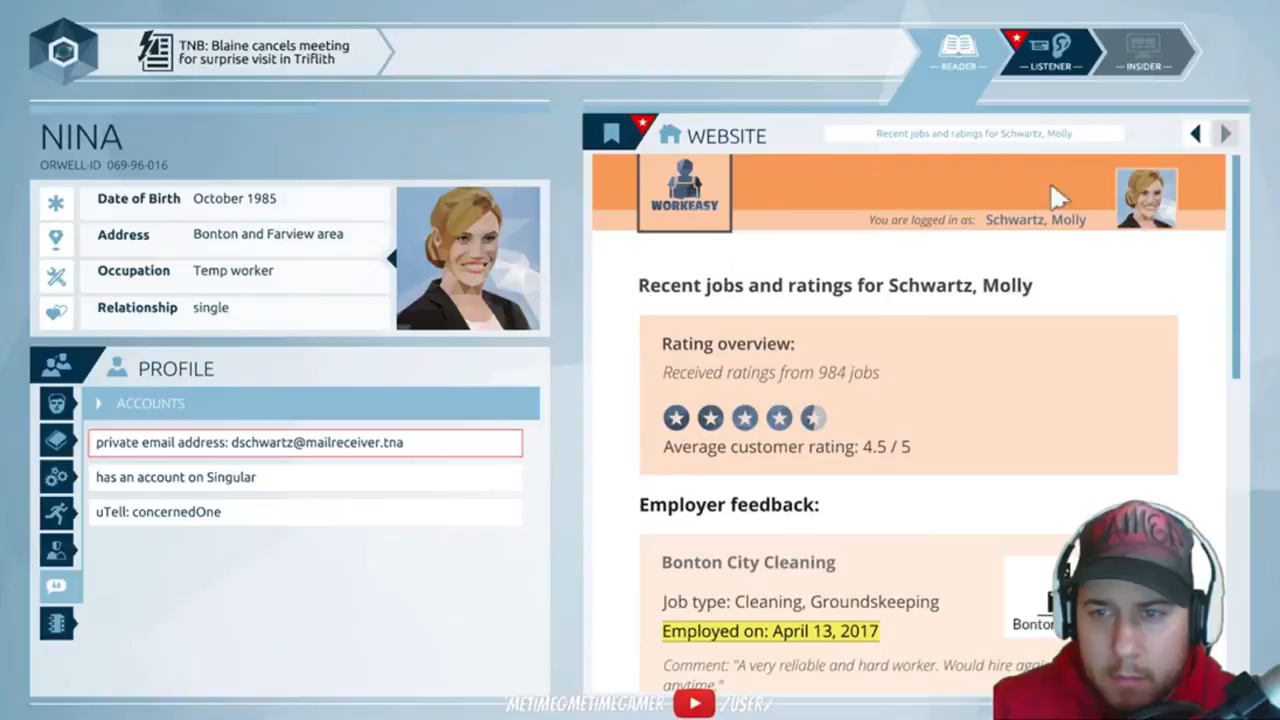 TNB: Blaine cancels meeting
for surprise visit in Triflith
— READER —
— LISTENER —
— INSIDER —
NINA
ORWELL-ID 069-96-016
Date of Birth October 1985
Address Bonton and Farview area
Occupation Temp worker
Relationship single
PROFILE
ACCOUNTS
private email address: dschwartz@mailreceiver.tna
has an account on Singular
uTell: concernedOne
WEBSITE
Recent jobs and ratings for Schwartz, Molly
WORKEASY
You are logged in as: Schwartz, Molly
Recent jobs and ratings for Schwartz, Molly
Rating overview:
Received ratings from 984 jobs
Average customer rating: 4.5 / 5
Employer feedback:
Bonton City Cleaning
Job type: Cleaning, Groundskeeping
Employed on: April 13, 2017
Bonton
Comment: "A very reliable and hard worker. Would hire again
anytime."
GAMER
/METIMEGMETIMEGAMER /USER/